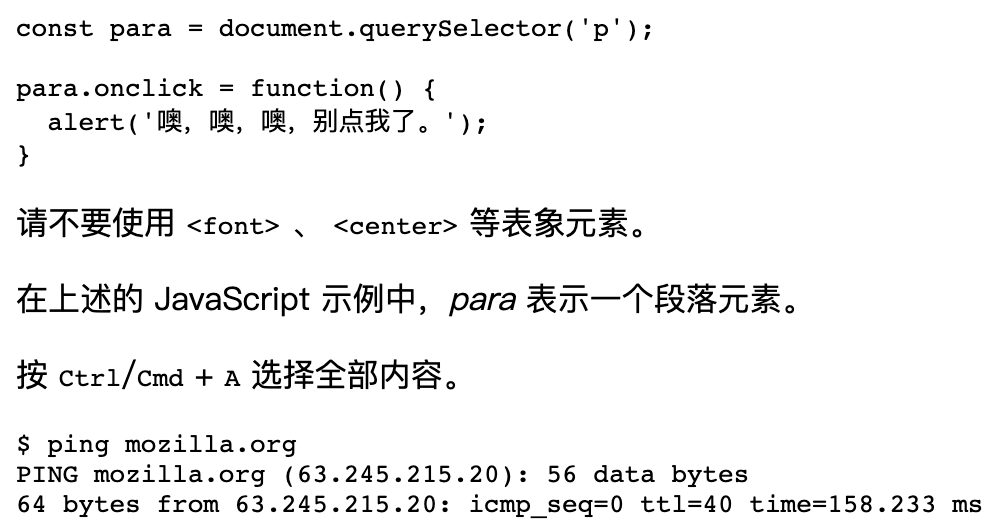 const para = document.querySelector('p');
para.onclick = function() {
  alert('噢，噢，噢，别点我了。');
}
请不要使用 <font> 、 <center> 等表象元素。
在上述的 JavaScript 示例中，para 表示一个段落元素。
按 Ctrl/Cmd + A 选择全部内容。
$ ping mozilla.org
PING mozilla.org (63.245.215.20): 56 data bytes
64 bytes from 63.245.215.20: icmp_seq=0 ttl=40 time=158.233 ms